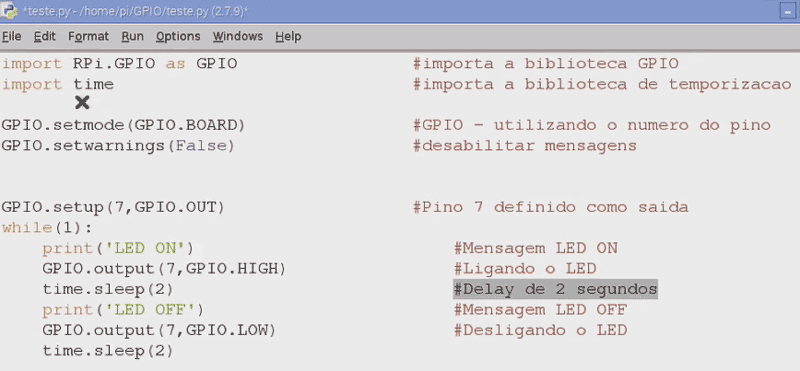 *teste.py - /home/pi/GPIO/teste.py (2.7.9)*
File Edit Format Run Options Windows Help
import RPi.GPIO as GPIO #importa a biblioteca GPIO
import time #importa a biblioteca de temporizacao
GPIO.setmode(GPIO.BOARD) #GPIO - utilizando o numero do pino
GPIO.setwarnings(False) #desabilitar mensagens
GPIO.setup(7,GPIO.OUT) #Pino 7 definido como saida
while(1):
print('LED ON') #Mensagem LED ON
GPIO.output(7,GPIO.HIGH) #Ligando o LED
time.sleep(2) #Delay de 2 segundos
print('LED OFF') #Mensagem LED OFF
GPIO.output(7,GPIO.LOW) #Desligando o LED
time.sleep(2)